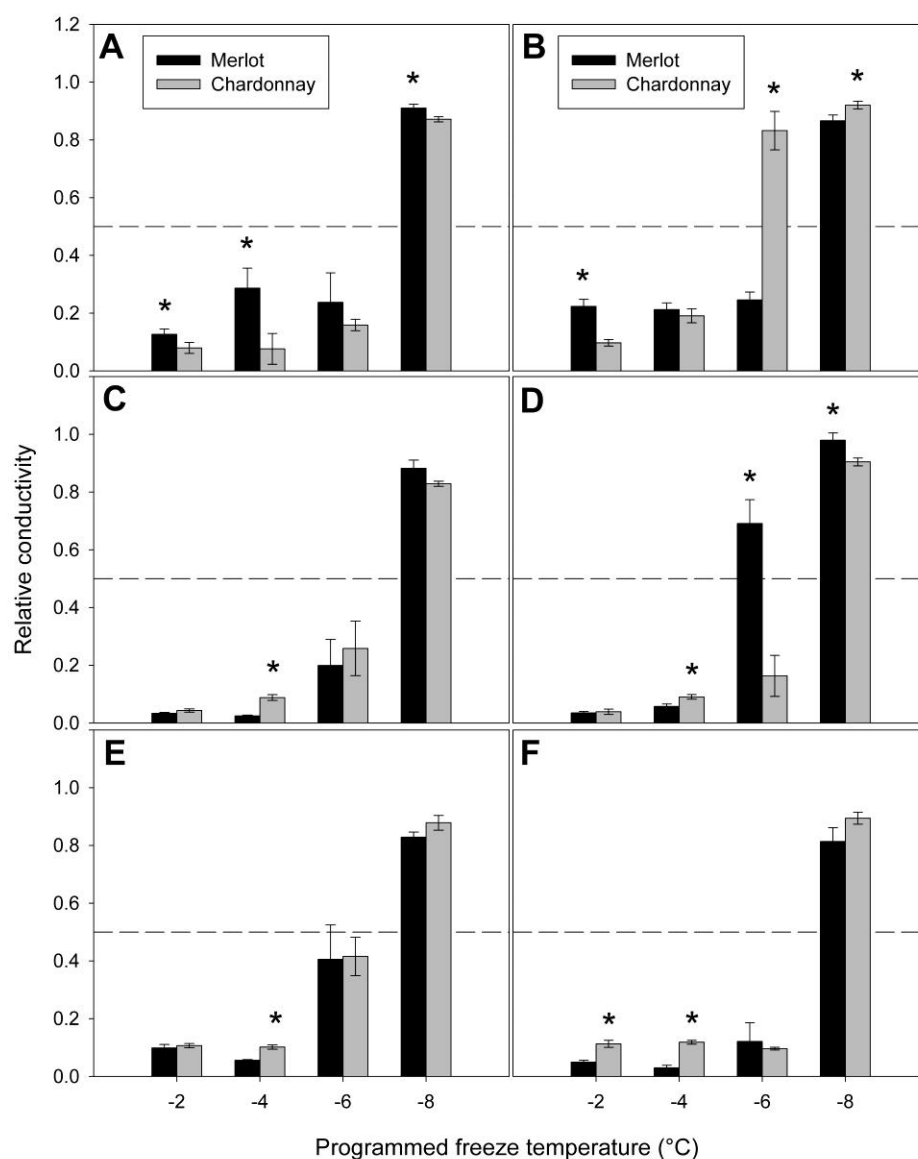 A
Merlot
Chardonnay
*
*
*
B
Merlot
Chardonnay
*
*
*
1.2
1.0
0.8
0.6
0.4
0.2
0.0
C
*
D
*
*
*
1.0
0.8
0.6
0.4
0.2
0.0
Relative conductivity
E
*
F
*
*
1.0
0.8
0.6
0.4
0.2
0.0
-2 -4 -6 -8
-2 -4 -6 -8
Programmed freeze temperature (°C)